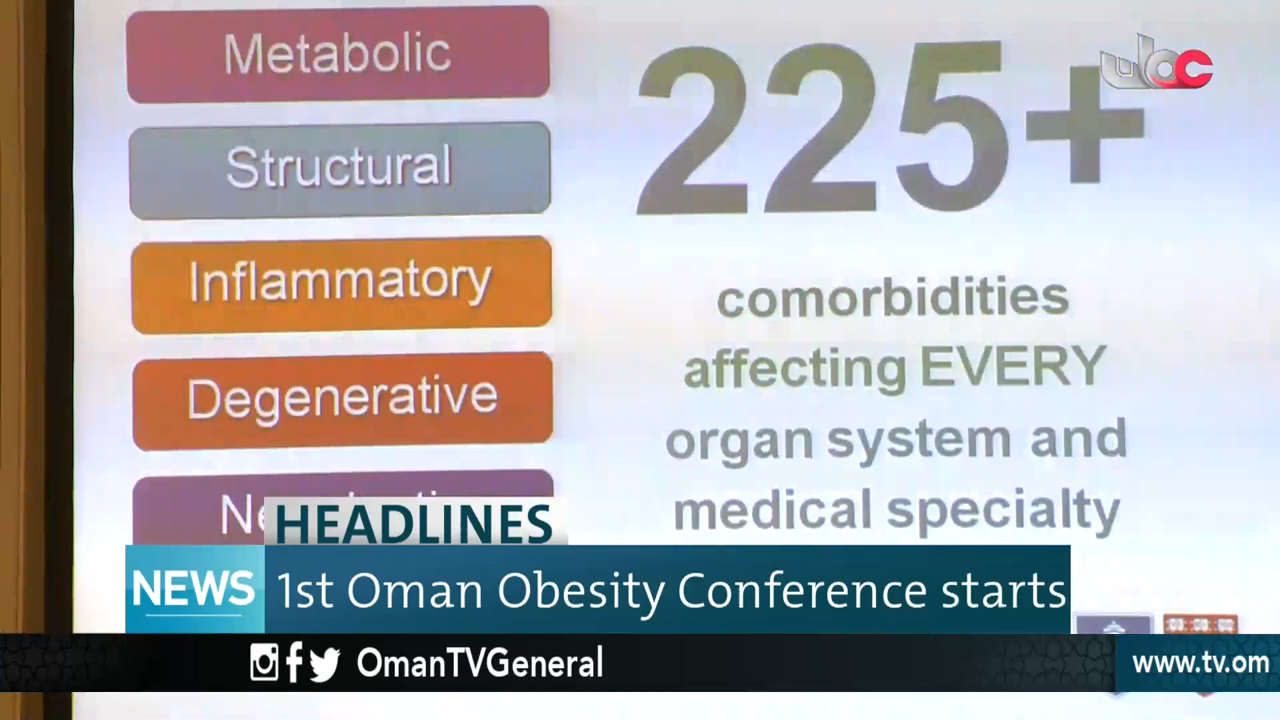 Metabolic
Structural
Inflammatory
Degenerative
225+
comorbidities
affecting EVERY
organ system and
medical specialty
HEADLINES
NEWS
1st Oman Obesity Conference starts
OmanTVGeneral
www.tv.om